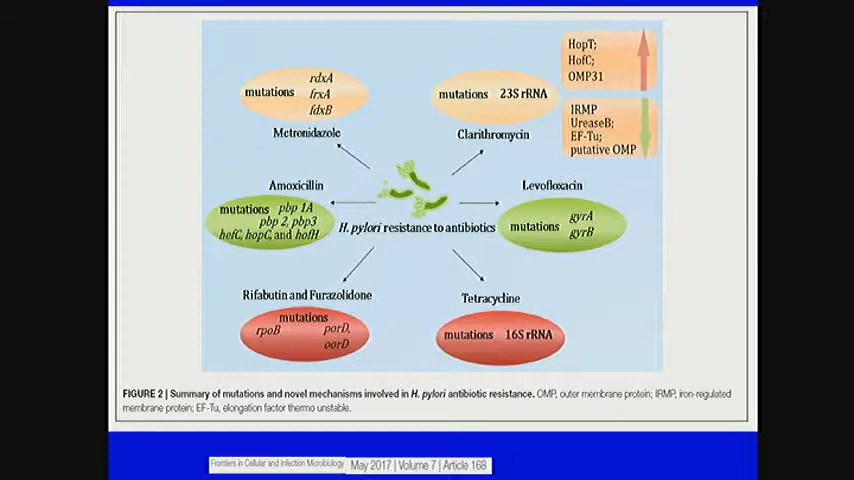 HopT;
HofC;
OMP31
rdxA
mutations frxA
fdxB
Metronidazole
mutations 23S rRNA
Clarithromycin
IRMP
UreaseB;
EF-Tu;
putative OMP
Amoxicillin
mutations pbp 1A
pbp 2, pbp3
hefC, hopC, and hofH
H. pylori resistance to antibiotics
Levofloxacin
gyrA
mutations
gyrB
Rifabutin and Furazolidone
mutations
rpoB porD,
oorD
Tetracycline
mutations 16S rRNA
FIGURE 2 | Summary of mutations and novel mechanisms involved in H. pylori antibiotic resistance. OMP, outer membrane protein; IRMP, iron-regulated
membrane protein; EF-Tu, elongation factor thermo unstable.
Frontiers in Cellular and Infection Microbiology May 2017 | Volume 7 | Article 168